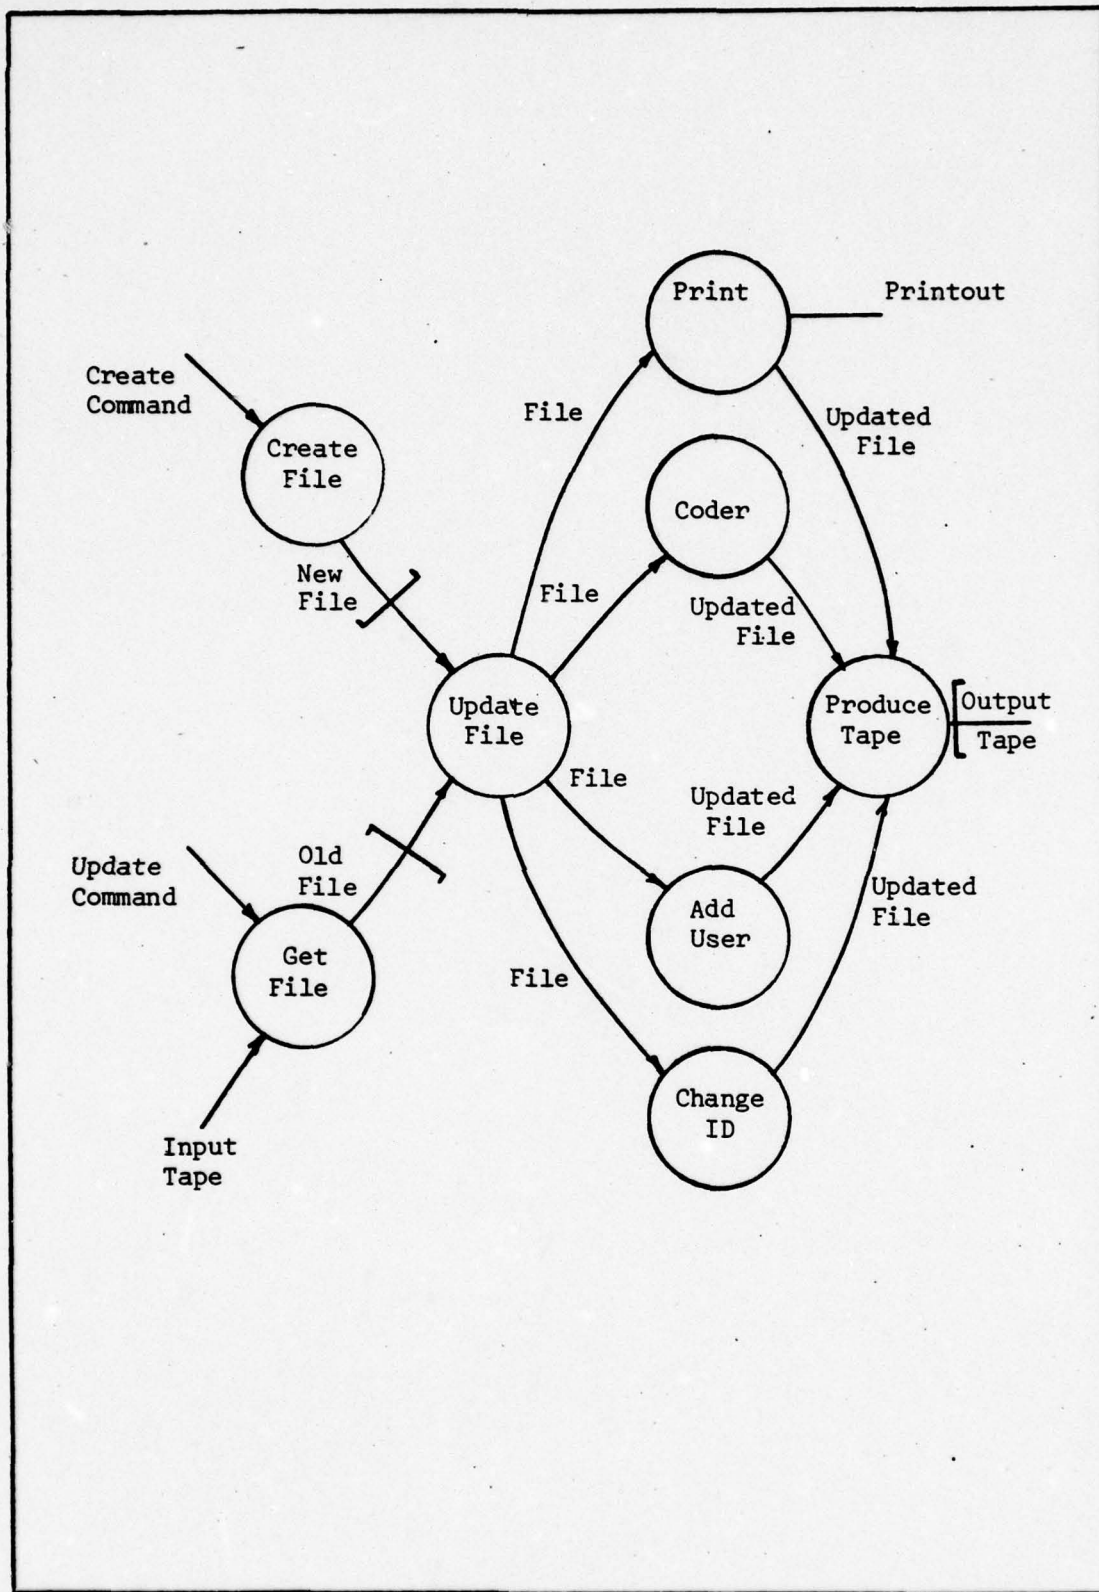 Print
Printout
Create
Command
File
Updated
File
Create
File
Coder
New
File
File
Updated
File
Update
File
Produce
Tape
Output
Tape
File
Updated
File
Update
Command
Old
File
Updated
File
Add
User
Get
File
File
Change
ID
Input
Tape